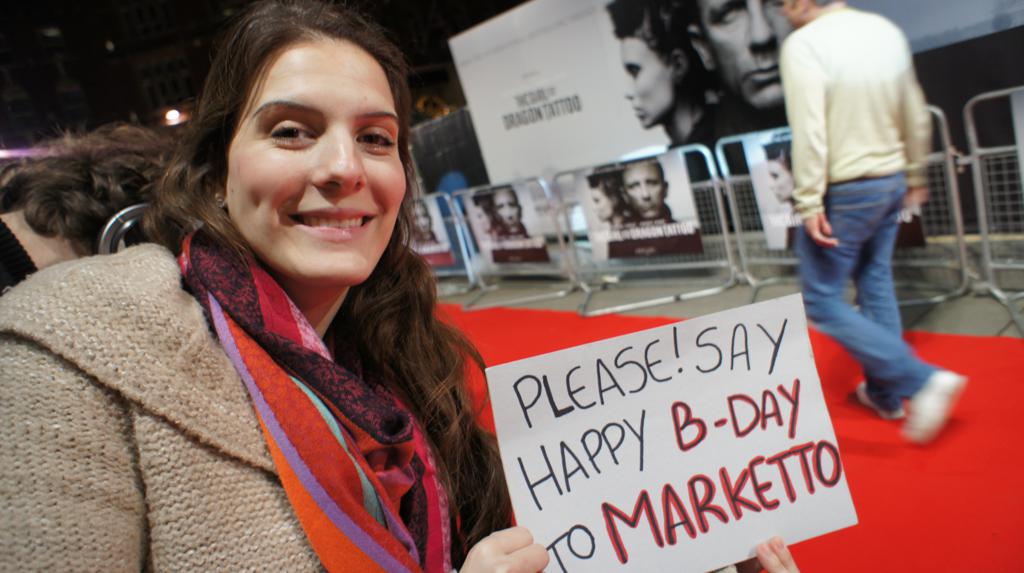 THE GIRL WITH THE
DRAGON TATTOO
PLEASE! SAY
HAPPY B-DAY
TO MARKETTO